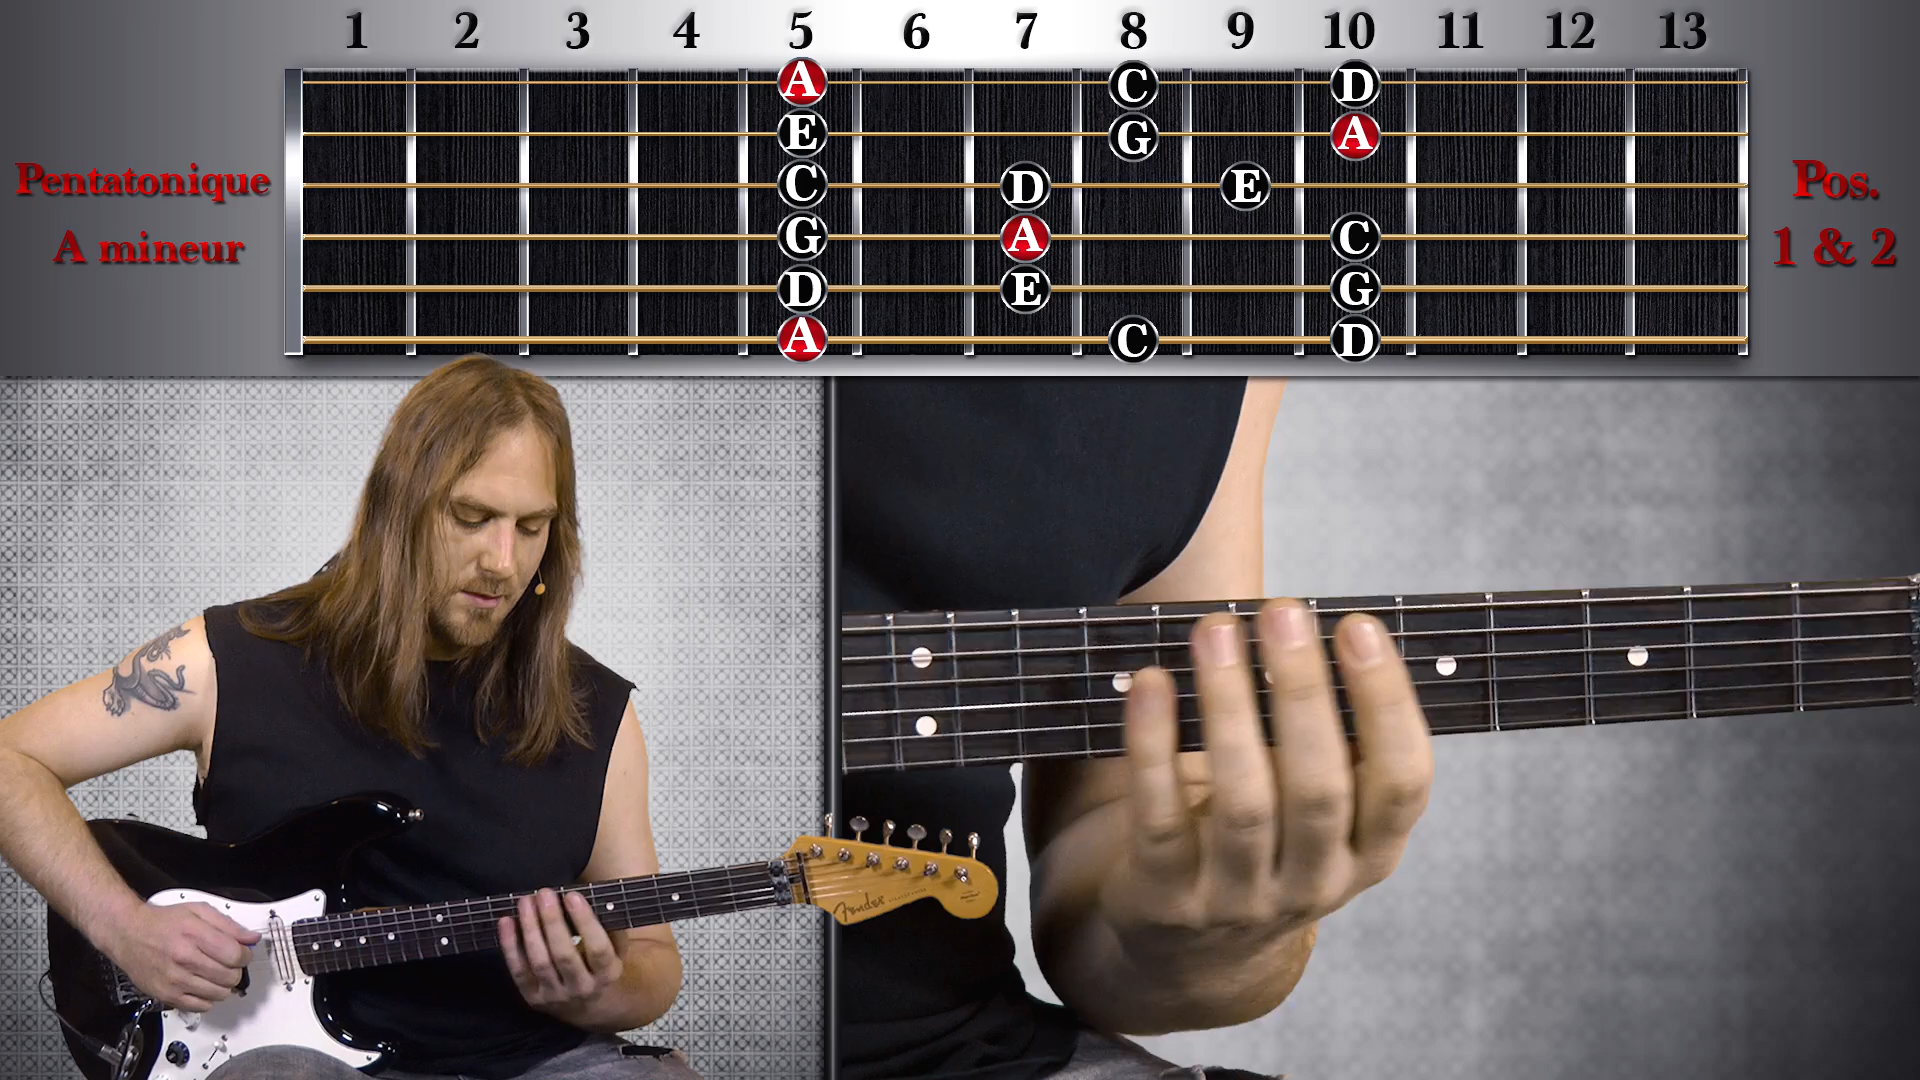 1 2 3 4 5 6 7 8 9 10 11 12 13
A C D
E G A
C D E
G A C
D E G
A C D
Pentatonique
A mineur
Pos.
1 & 2
Fender